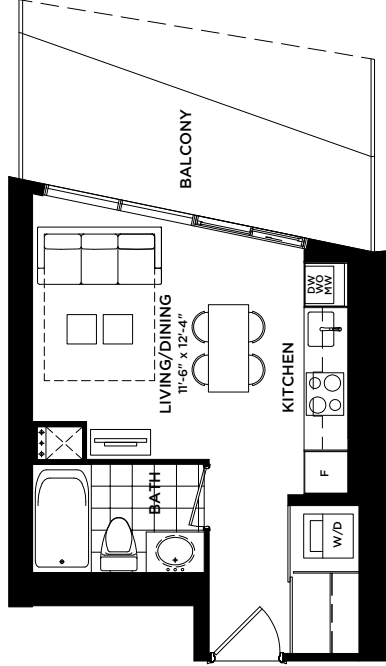 BALCONY
DW
WO
MW
LIVING/DINING
11'-6" x 12'-4"
KITCHEN
F
BATH
W/D